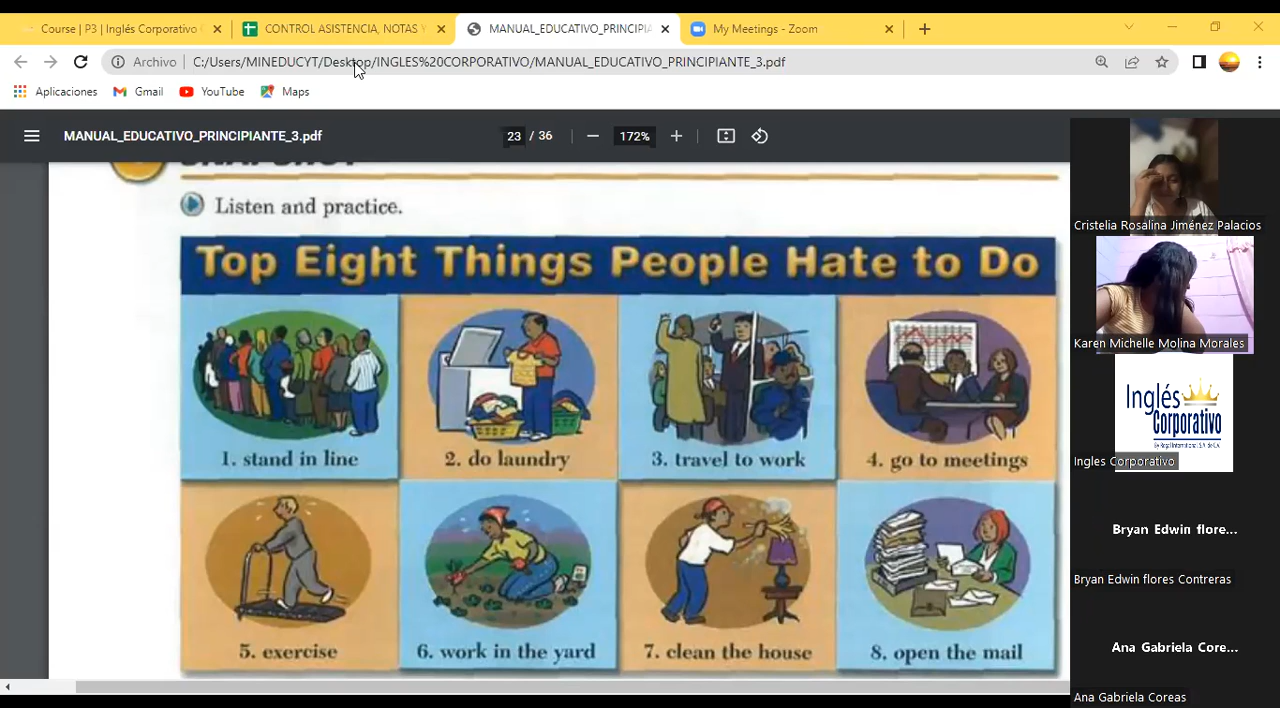 Course | P3 | Inglés Corporativo
CONTROL ASISTENCIA, NOTAS Y
MANUAL_EDUCATIVO_PRINCIPIA
My Meetings - Zoom
Archivo | C:/Users/MINEDUCYT/Desktop/INGLES%20CORPORATIVO/MANUAL_EDUCATIVO_PRINCIPIANTE_3.pdf
Aplicaciones Gmail YouTube Maps
MANUAL_EDUCATIVO_PRINCIPIANTE_3.pdf 23 / 36 172%
SNAPSHOT
Listen and practice.
Top Eight Things People Hate to Do
1. stand in line
2. do laundry
3. travel to work
4. go to meetings
5. exercise
6. work in the yard
7. clean the house
8. open the mail
Cristelia Rosalina Jiménez Palacios
Karen Michelle Molina Morales
Inglés
Corporativo
Ingles Corporativo
Bryan Edwin flore...
Bryan Edwin flores Contreras
Ana Gabriela Core...
Ana Gabriela Coreas